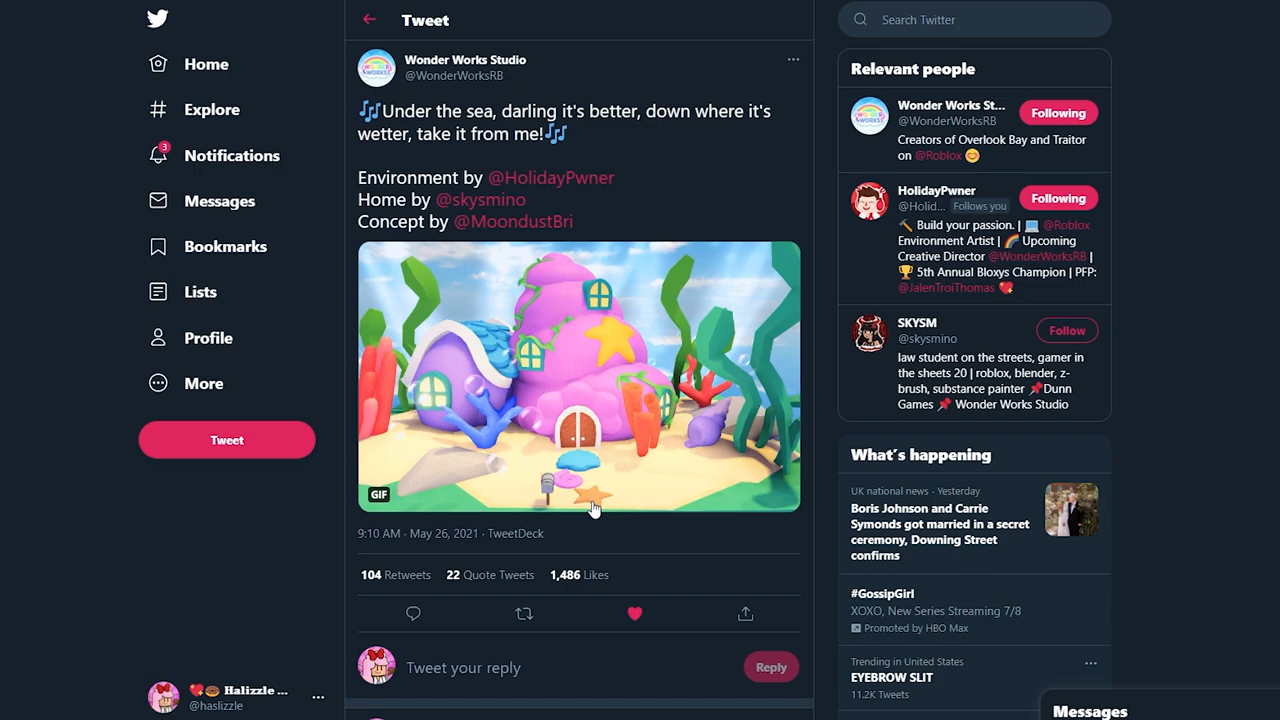 Home
Explore
3
Notifications
Messages
Bookmarks
Lists
Profile
More
Tweet
❤️🍩 Halizzle ...
@haslizzle
Tweet
Wonder Works Studio
@WonderWorksRB
🎶Under the sea, darling it's better, down where it's
wetter, take it from me!🎶
Environment by @HolidayPwner
Home by @skysmino
Concept by @MoondustBri
GIF
9:10 AM · May 26, 2021 · TweetDeck
104 Retweets 22 Quote Tweets 1,486 Likes
Tweet your reply
Reply
Search Twitter
Relevant people
WONDER WORKS
Wonder Works St...
@WonderWorksRB
Following
Creators of Overlook Bay and Traitor
on @Roblox 😊
HolidayPwner
@Holid... Follows you
Following
🔨 Build your passion. | 💻 @Roblox
Environment Artist | 🌈 Upcoming
Creative Director @WonderWorksRB |
🏆 5th Annual Bloxys Champion | PFP:
@JalenTroiThomas 💖
SKYSM
@skysmino
Follow
law student on the streets, gamer in
the sheets 20 | roblox, blender, z-
brush, substance painter 📌Dunn
Games 📌 Wonder Works Studio
What's happening
UK national news · Yesterday
Boris Johnson and Carrie
Symonds got married in a secret
ceremony, Downing Street
confirms
#GossipGirl
XOXO, New Series Streaming 7/8
Promoted by HBO Max
Trending in United States
EYEBROW SLIT
11.2K Tweets
Messages